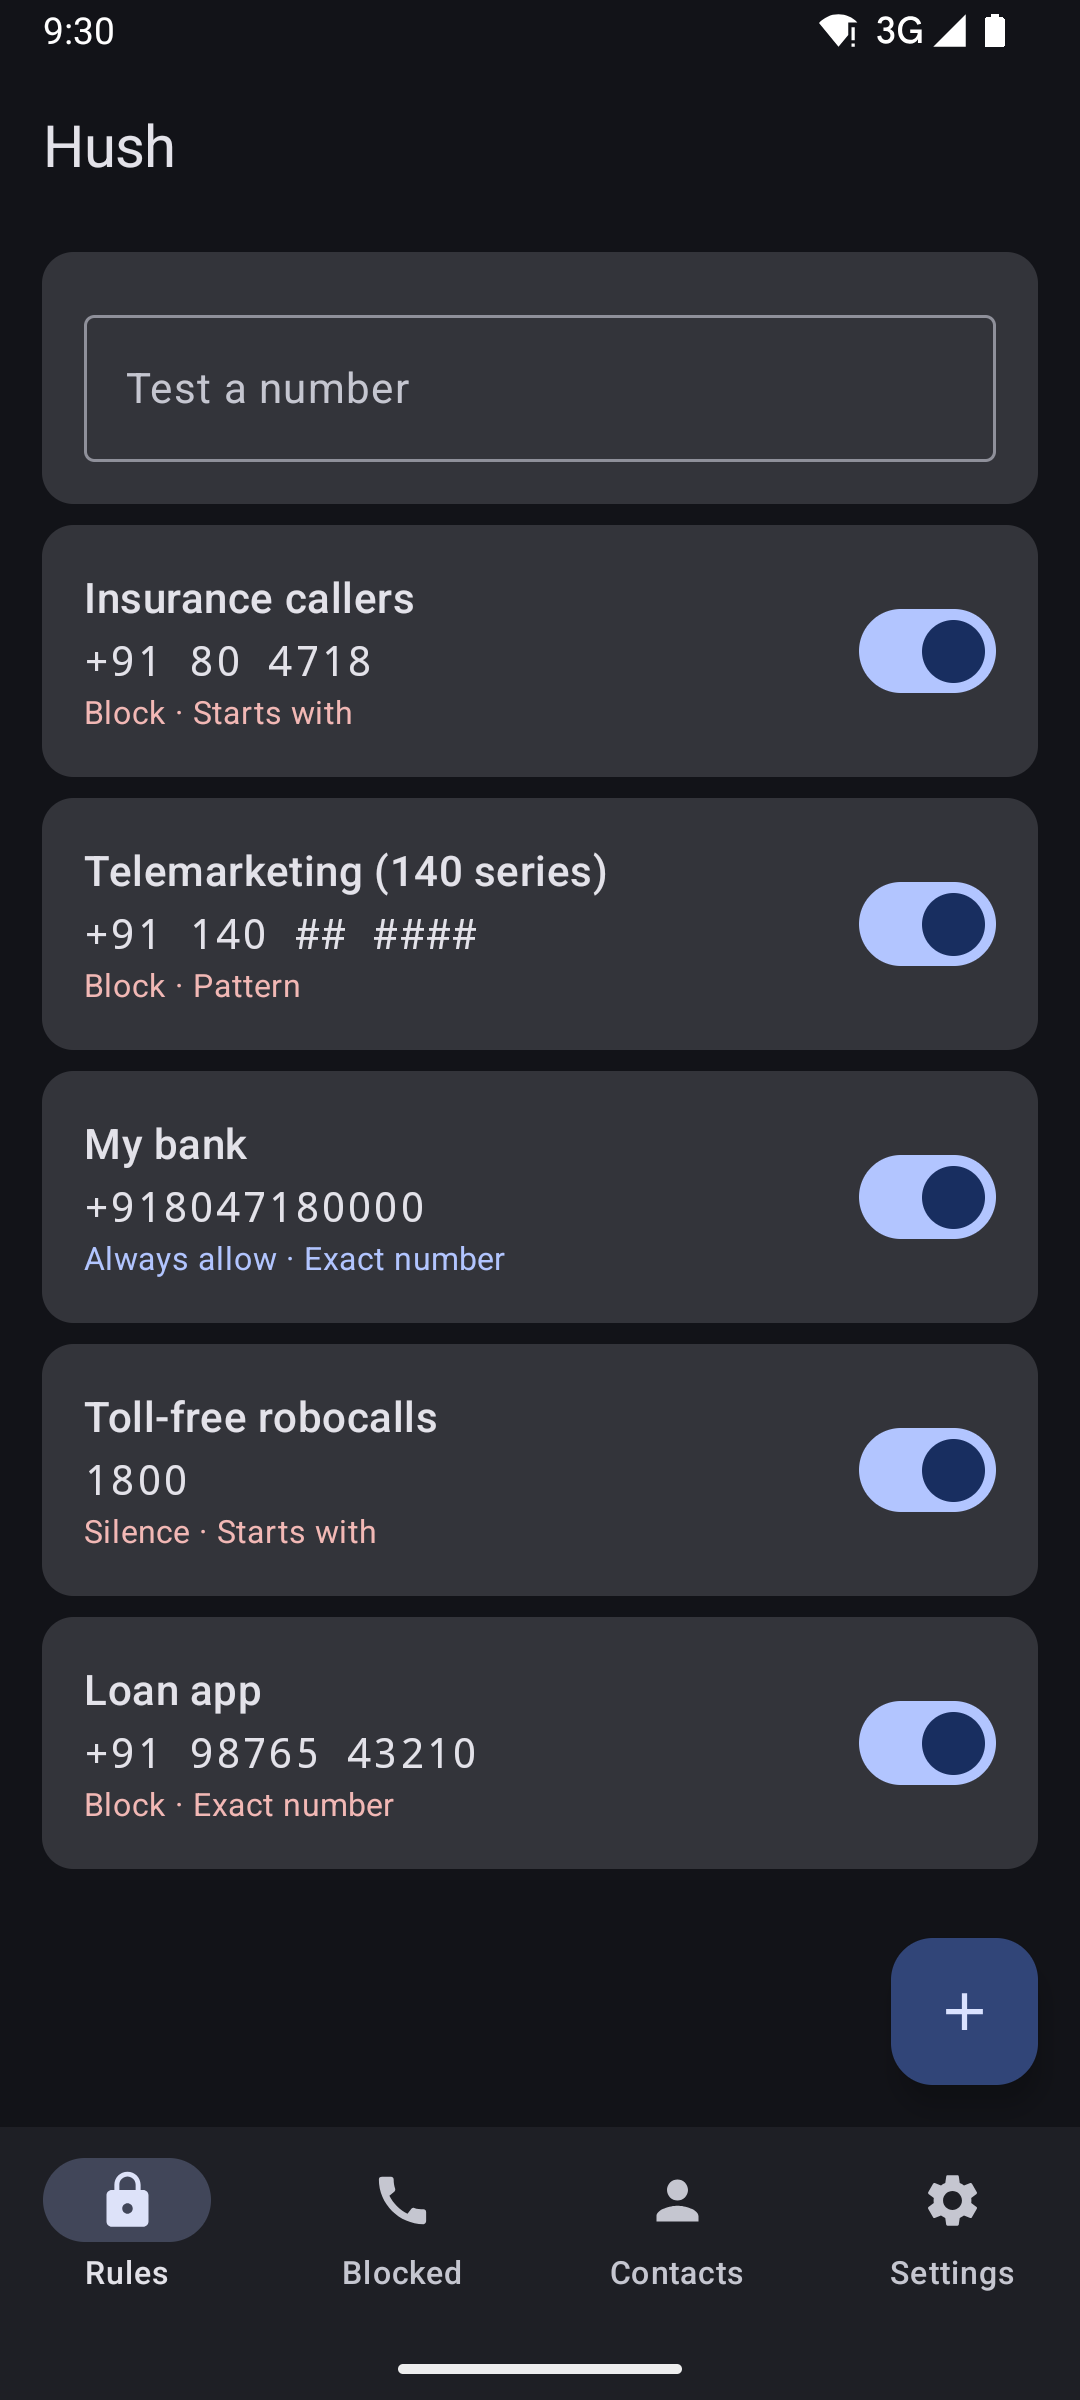 9:30
3G
Hush
Test a number
Insurance callers
+91 80 4718
Block · Starts with
Telemarketing (140 series)
+91 140 ## ####
Block · Pattern
My bank
+918047180000
Always allow · Exact number
Toll-free robocalls
1800
Silence · Starts with
Loan app
+91 98765 43210
Block · Exact number
Rules
Blocked
Contacts
Settings